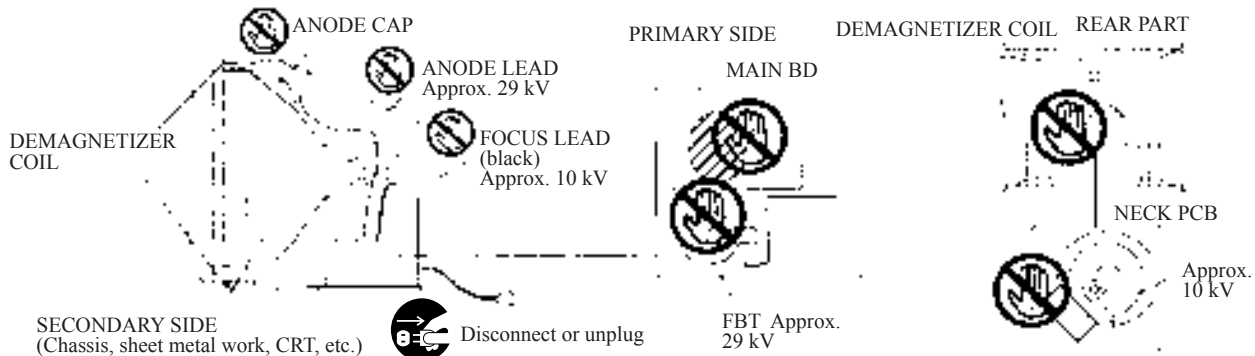 ANODE CAP
ANODE LEAD
Approx. 29 kV
DEMAGNETIZER
COIL
FOCUS LEAD
(black)
Approx. 10 kV
SECONDARY SIDE
(Chassis, sheet metal work, CRT, etc.)
Disconnect or unplug
PRIMARY SIDE
MAIN BD
FBT Approx.
29 kV
DEMAGNETIZER COIL
REAR PART
NECK PCB
Approx.
10 kV